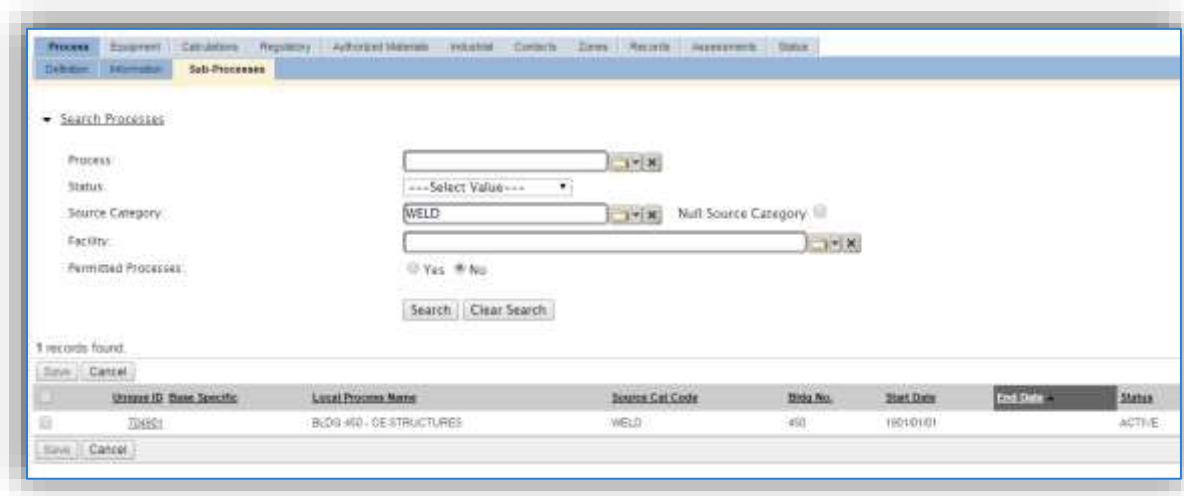 Process Equipment Calculations Regulatory Authorized Materials Industrial Contacts Zones Records Assessments Status
Definition Information Sub-Processes
Search Processes
Process:
Status: ---Select Value---
Source Category: WELD Null Source Category
Facility:
Permitted Processes: Yes No
Search Clear Search
1 records found.
Save Cancel
Unique ID Base Specific Local Process Name Source Cat Code Bldg No. Start Date End Date Status
BLDG 450 - CE STRUCTURES WELD 450 1901/01/01 ACTIVE
Save Cancel